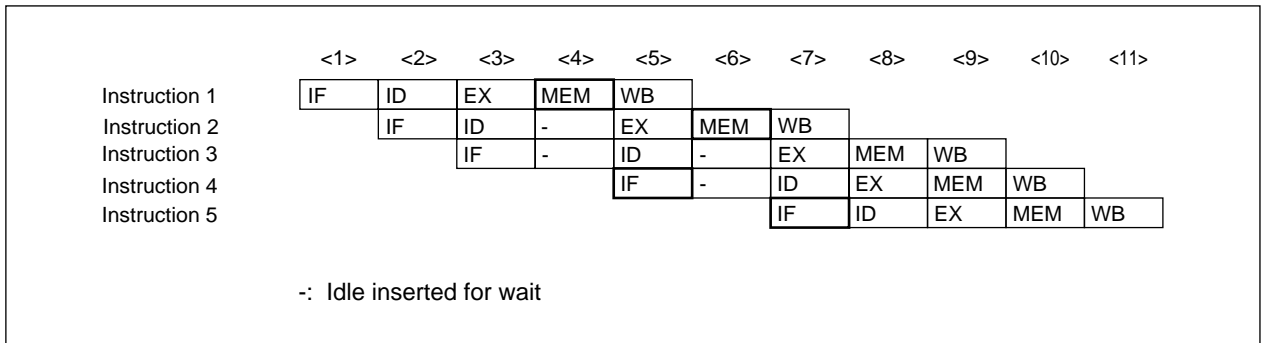 <1> <2> <3> <4> <5> <6> <7> <8> <9> <10> <11>
Instruction 1 IF ID EX MEM WB
Instruction 2 IF ID - EX MEM WB
Instruction 3 IF - ID - EX MEM WB
Instruction 4 IF - ID EX MEM WB
Instruction 5 IF ID EX MEM WB
-: Idle inserted for wait